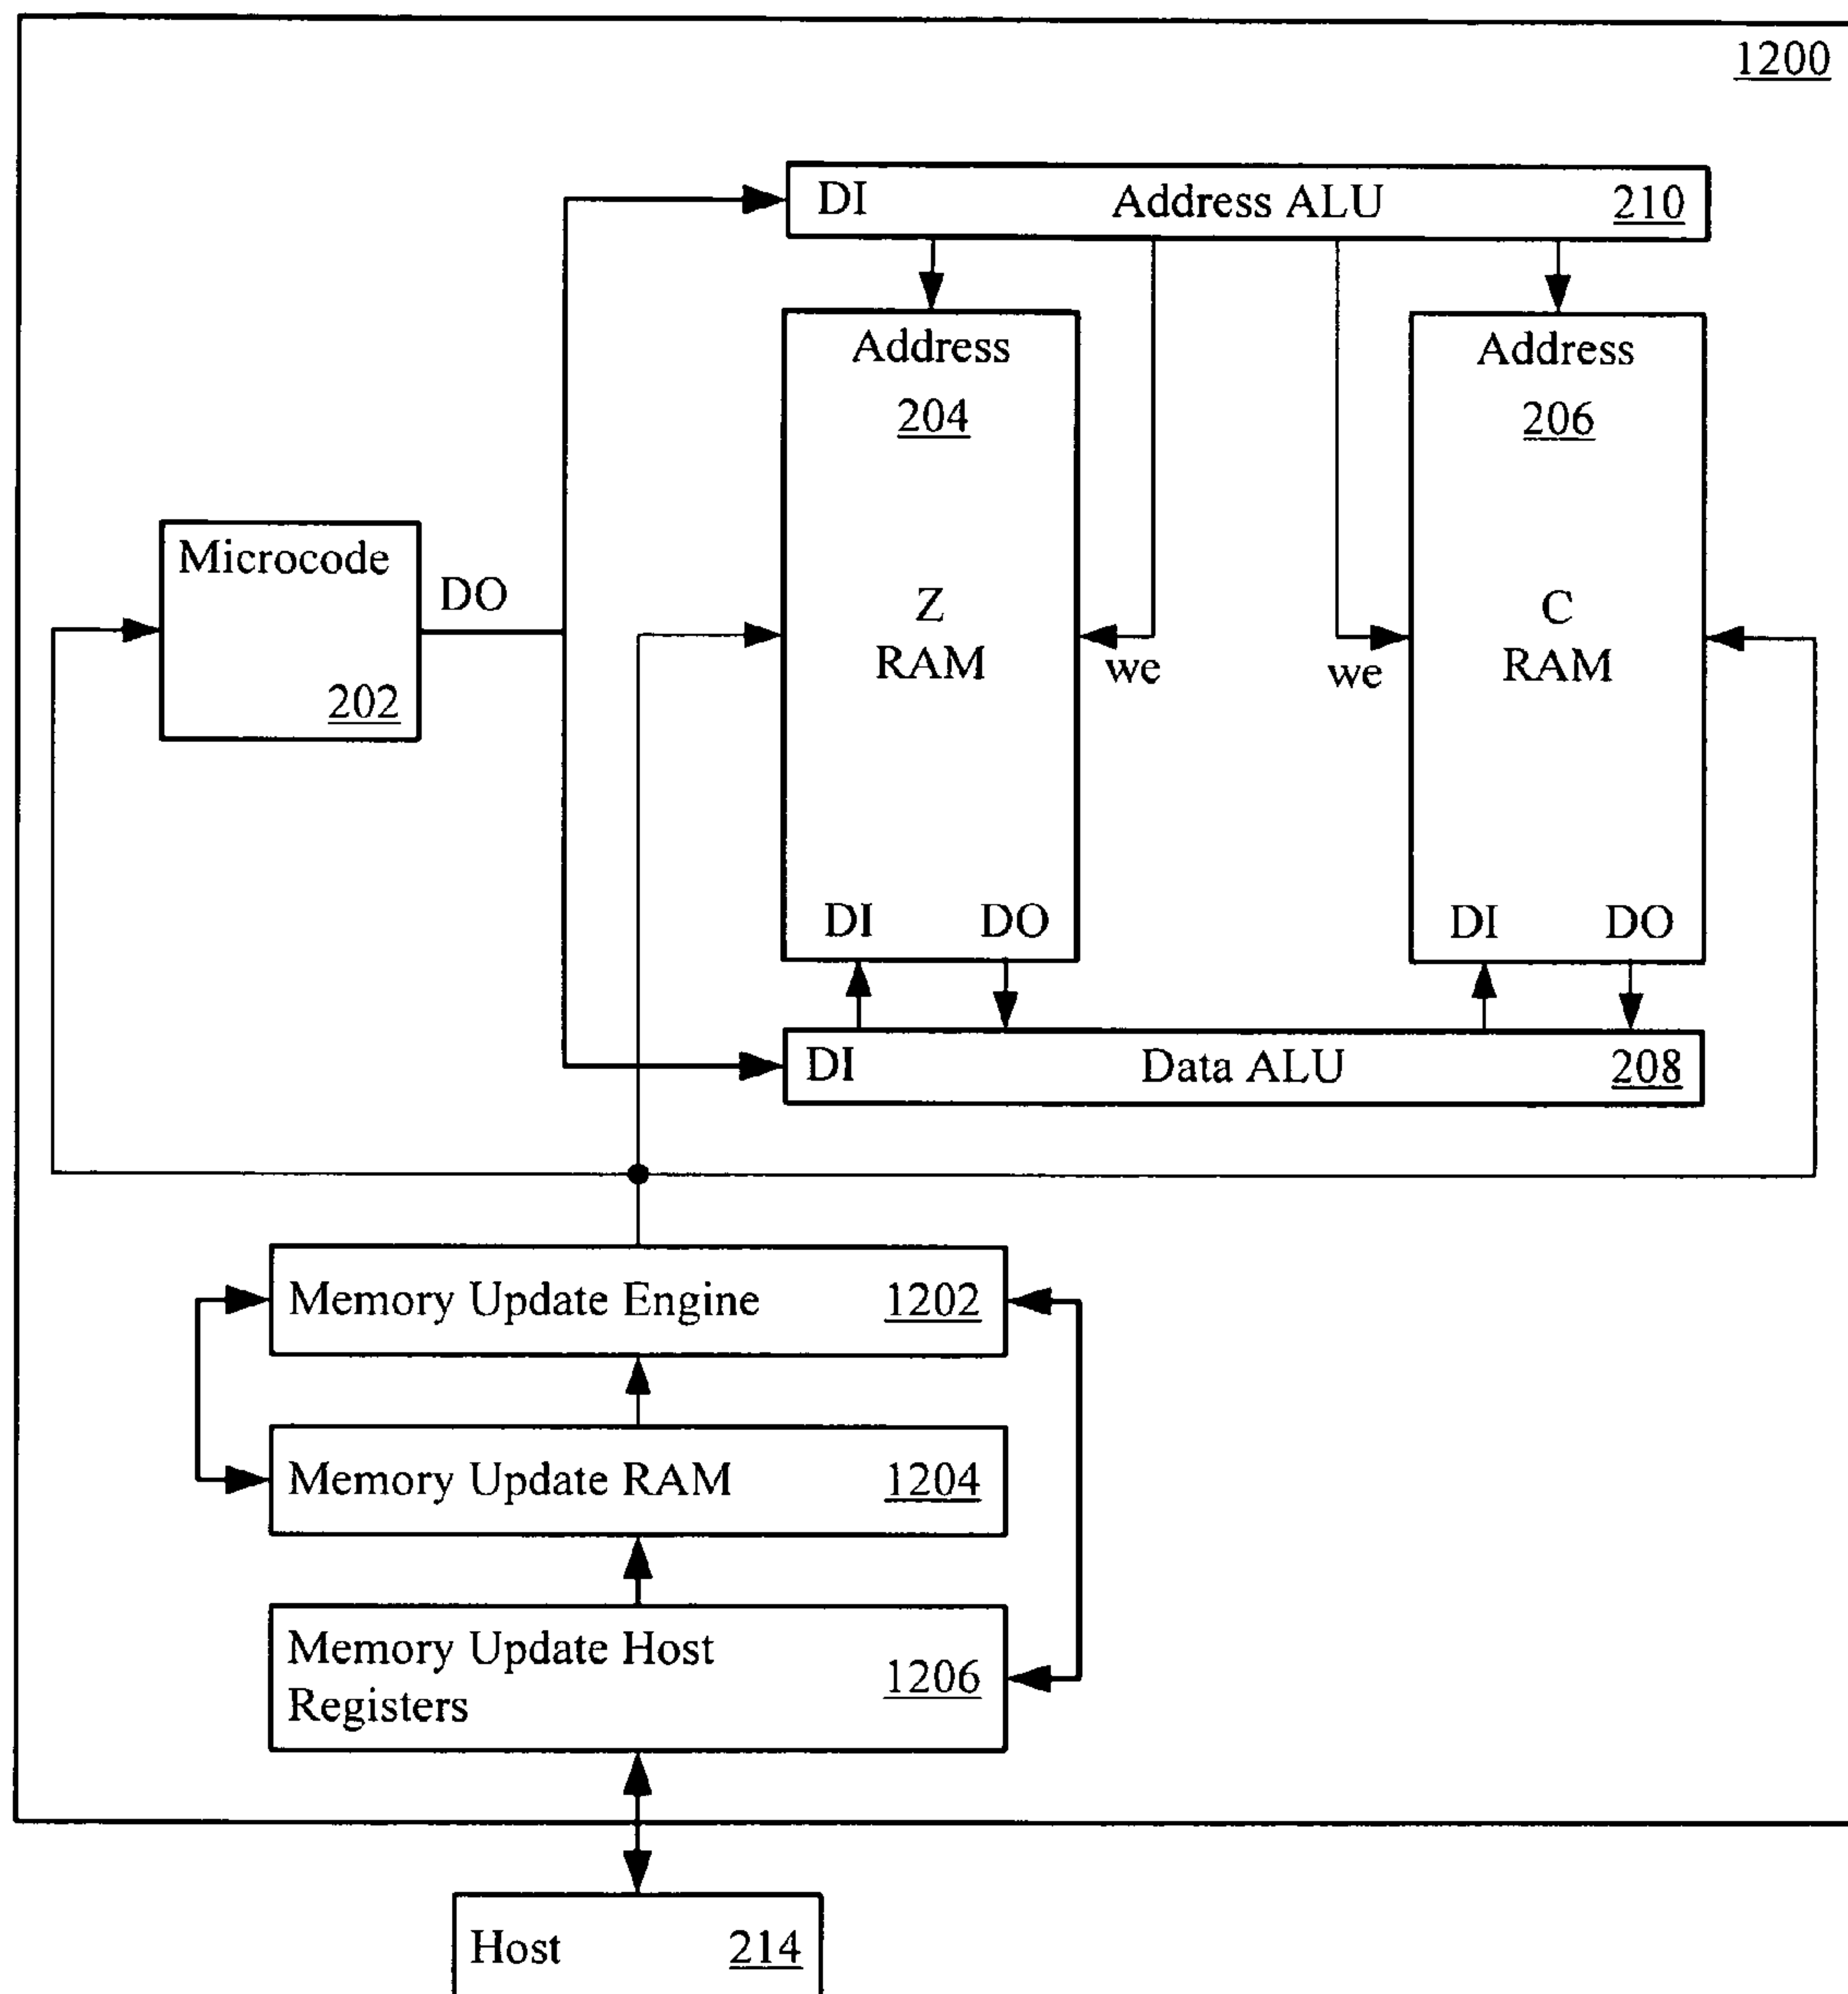 1200
DI Address ALU 210
Address
204
Z
RAM
we
Address
206
C
RAM
we
Microcode
202
DO
DI DO
DI DO
DI Data ALU 208
Memory Update Engine 1202
Memory Update RAM 1204
Memory Update Host
Registers
1206
Host 214